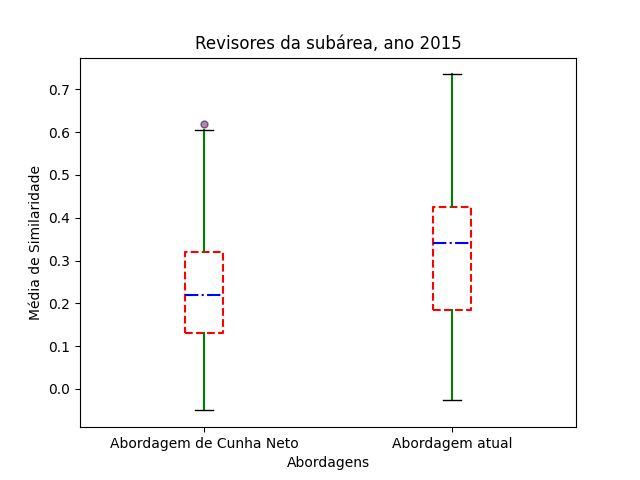 Revisores da subárea, ano 2015
0.7
0.6
0.5
0.4
0.3
0.2
0.1
0.0
Média de Similaridade
Abordagem de Cunha Neto
Abordagem atual
Abordagens